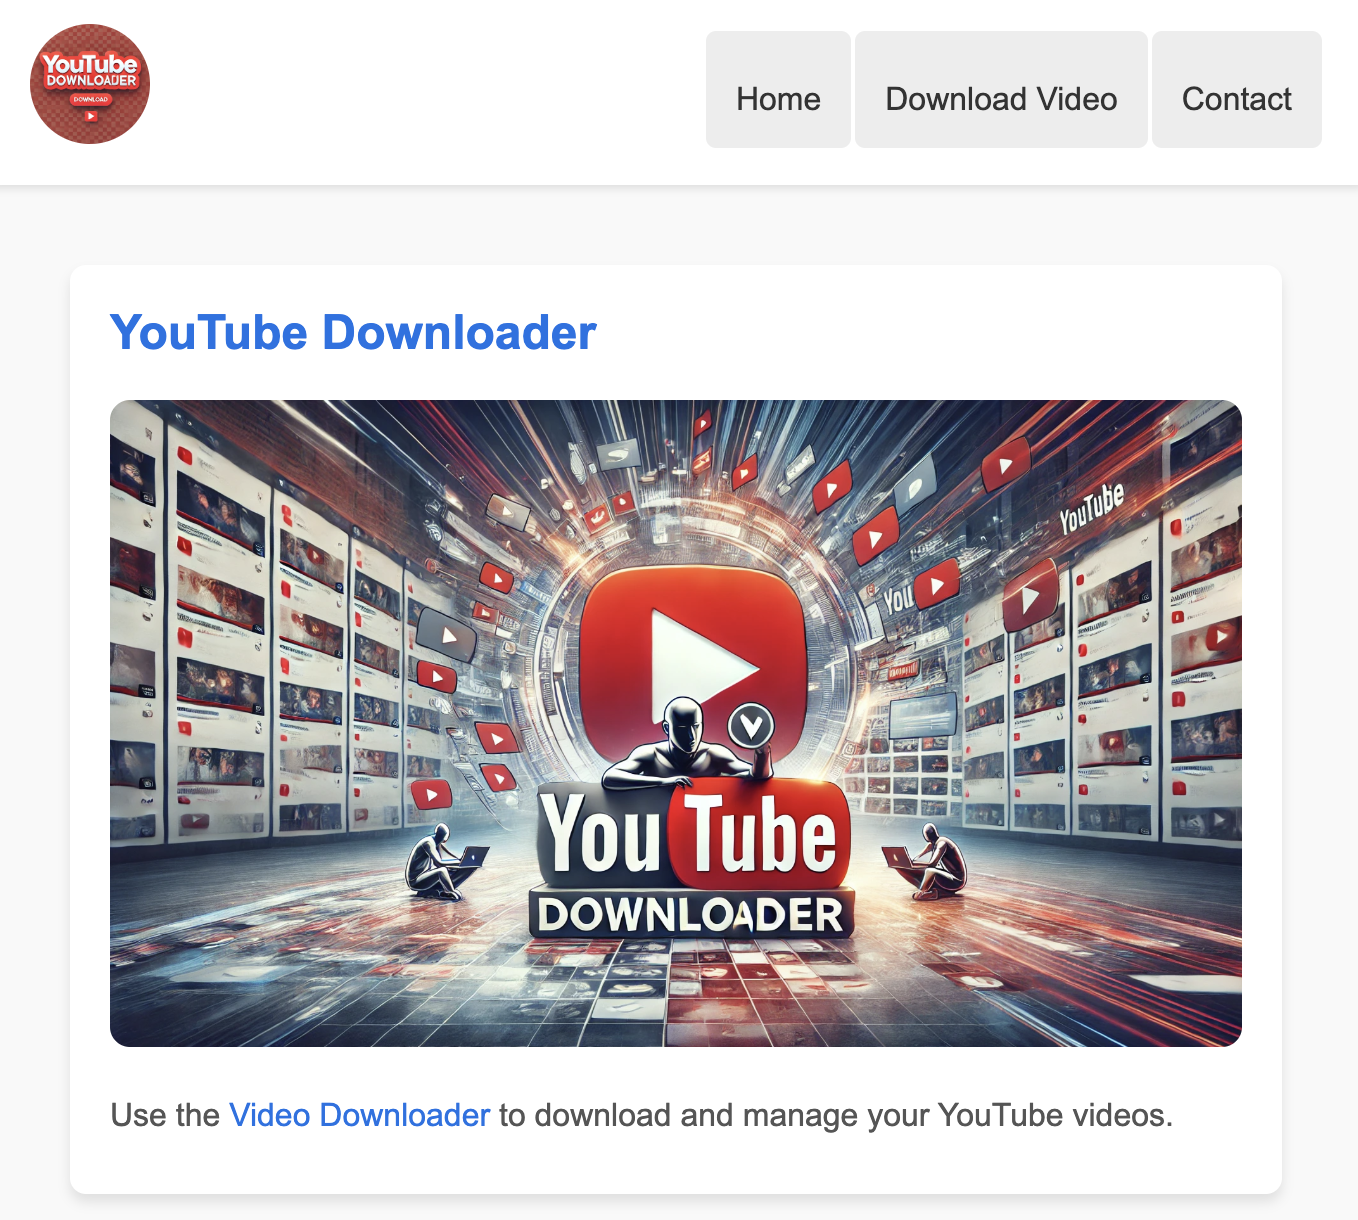 YouTube
DOWNLOADER
DOWNLOAD
Home
Download Video
Contact
YouTube Downloader
YouTube
You
YouTube
DOWNLOADER
Use the Video Downloader to download and manage your YouTube videos.